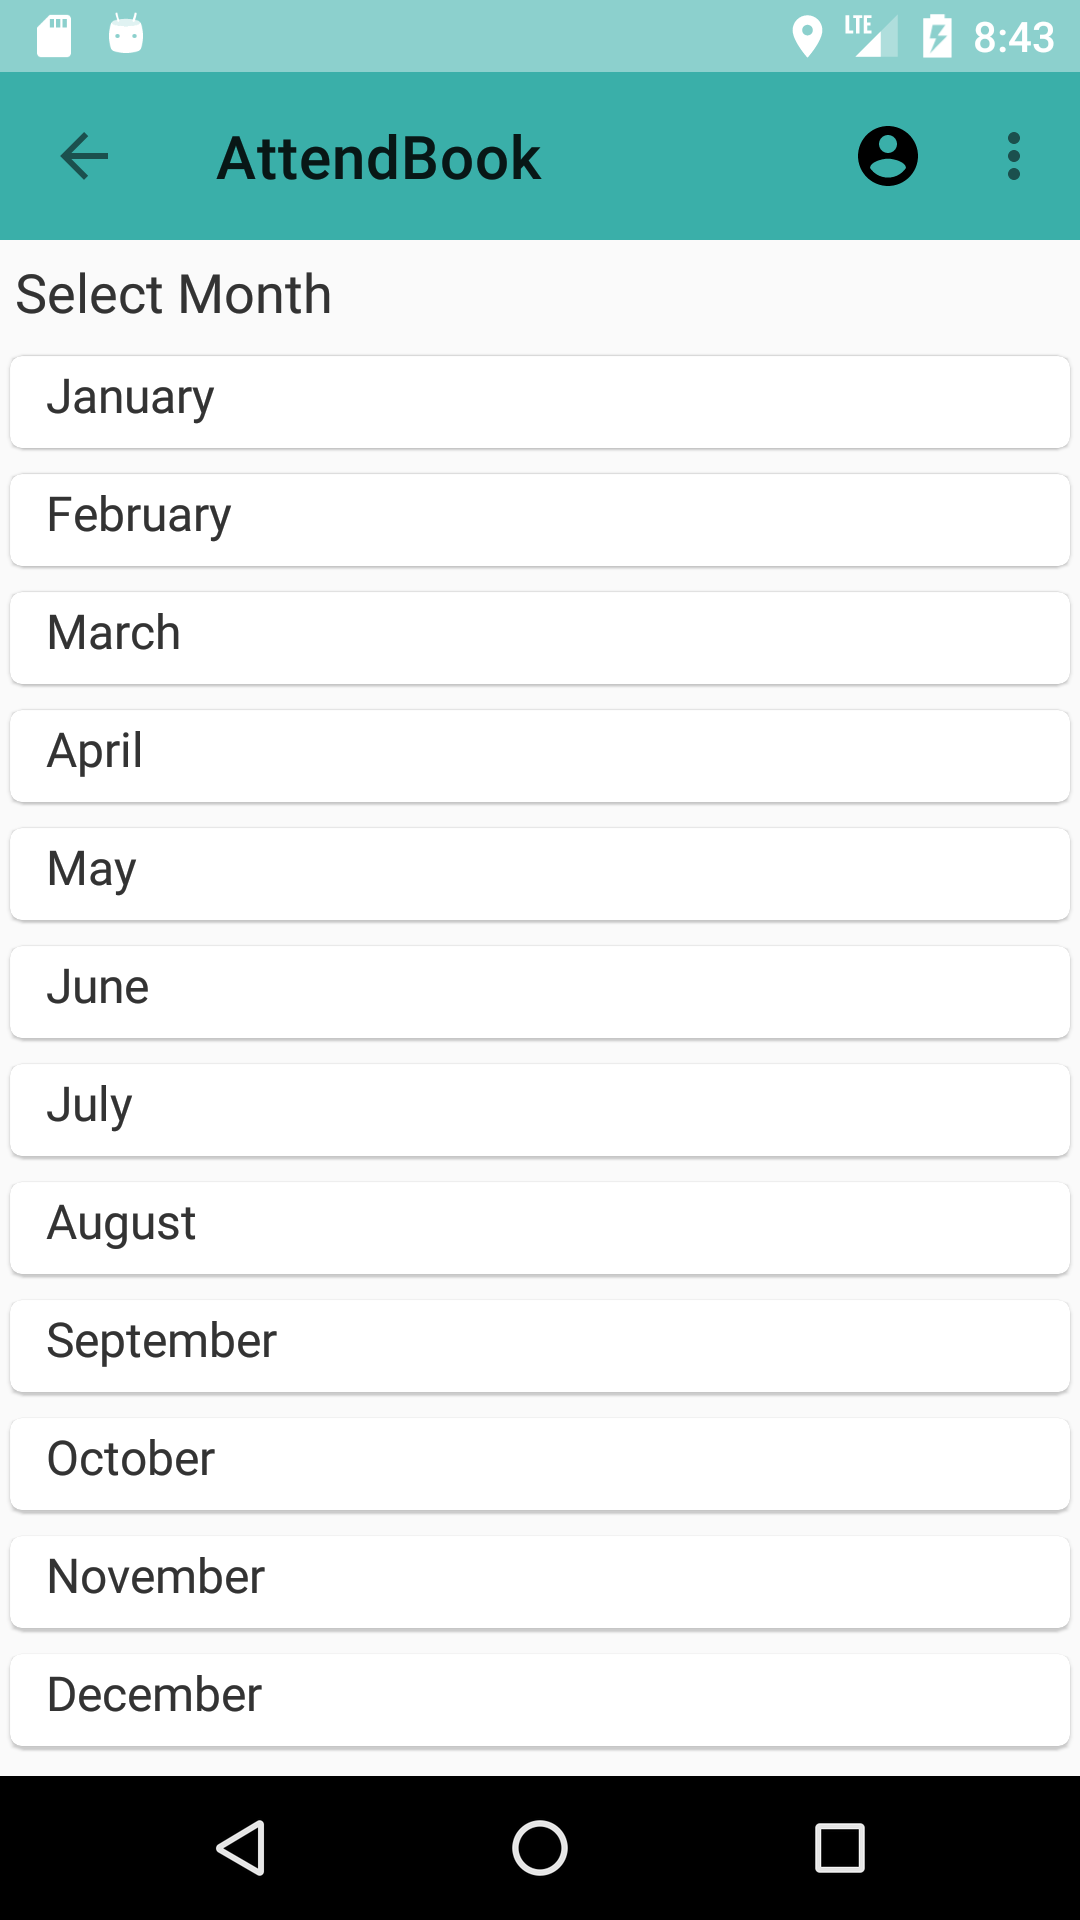 LTE 8:43
AttendBook
Select Month
January
February
March
April
May
June
July
August
September
October
November
December